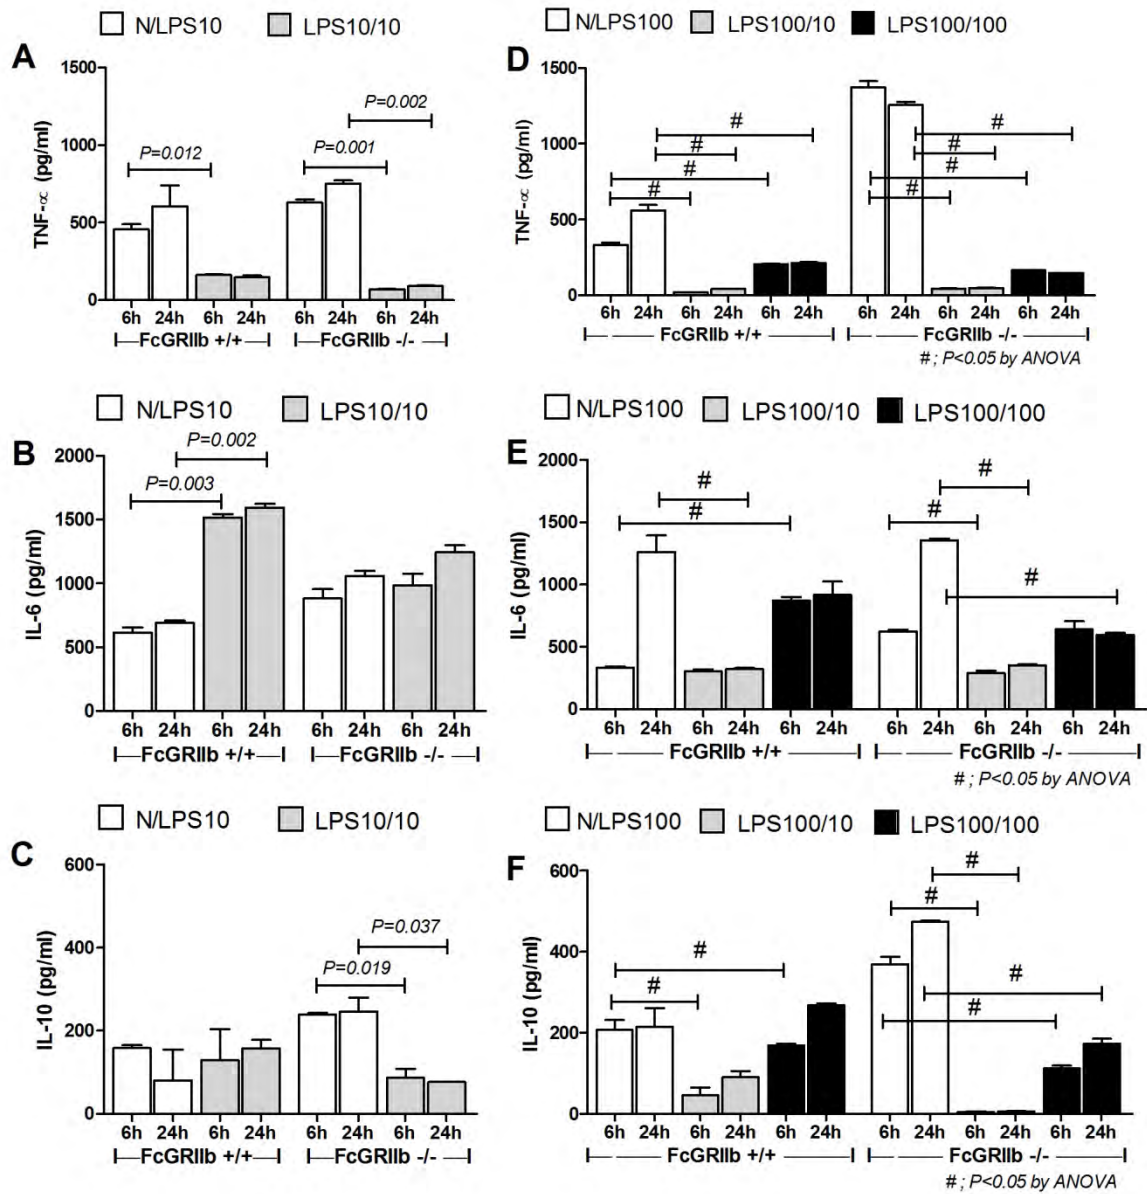 N/LPS10 LPS10/10
A
TNF-∝ (pg/ml)
1500
1000
500
0
P=0.012
P=0.001
P=0.002
6h 24h 6h 24h 6h 24h 6h 24h
FcGRIIb +/+ FcGRIIb -/-
N/LPS100 LPS100/10 LPS100/100
D
TNF-∝ (pg/ml)
1500
1000
500
0
# # # #
# # # #
6h 24h 6h 24h 6h 24h 6h 24h 6h 24h 6h 24h
FcGRIIb +/+ FcGRIIb -/-
# ; P<0.05 by ANOVA
N/LPS10 LPS10/10
B
IL-6 (pg/ml)
2000
1500
1000
500
0
P=0.002
P=0.003
6h 24h 6h 24h 6h 24h 6h 24h
FcGRIIb +/+ FcGRIIb -/-
N/LPS100 LPS100/10 LPS100/100
E
IL-6 (pg/ml)
2000
1500
1000
500
0
# #
# # #
6h 24h 6h 24h 6h 24h 6h 24h 6h 24h 6h 24h
FcGRIIb +/+ FcGRIIb -/-
# ; P<0.05 by ANOVA
N/LPS10 LPS10/10
C
IL-10 (pg/ml)
600
400
200
0
P=0.037
P=0.019
6h 24h 6h 24h 6h 24h 6h 24h
FcGRIIb +/+ FcGRIIb -/-
N/LPS100 LPS100/10 LPS100/100
F
IL-10 (pg/ml)
600
400
200
0
# #
# # # #
6h 24h 6h 24h 6h 24h 6h 24h 6h 24h 6h 24h
FcGRIIb +/+ FcGRIIb -/-
# ; P<0.05 by ANOVA